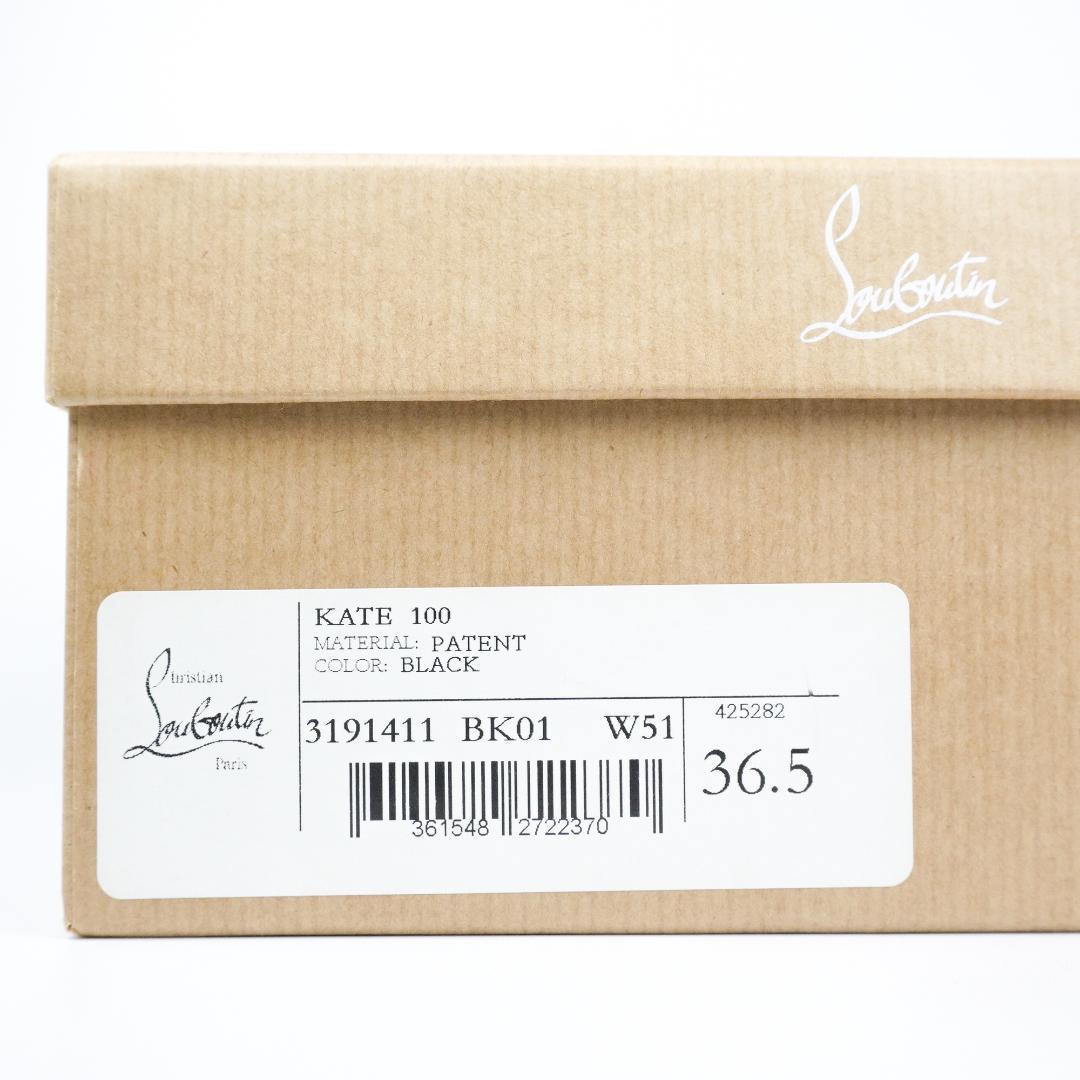 Louboutin
Christian
Louboutin
Paris
KATE 100
MATERIAL: PATENT
COLOR: BLACK
3191411 BK01 W51
425282
36.5
361548 2722370